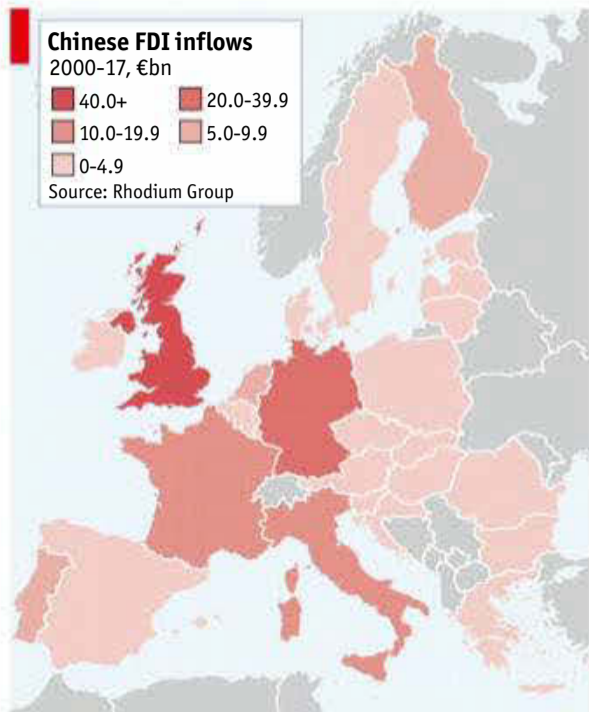 Chinese FDI inflows
2000-17, €bn
40.0+ 20.0-39.9
10.0-19.9 5.0-9.9
0-4.9
Source: Rhodium Group